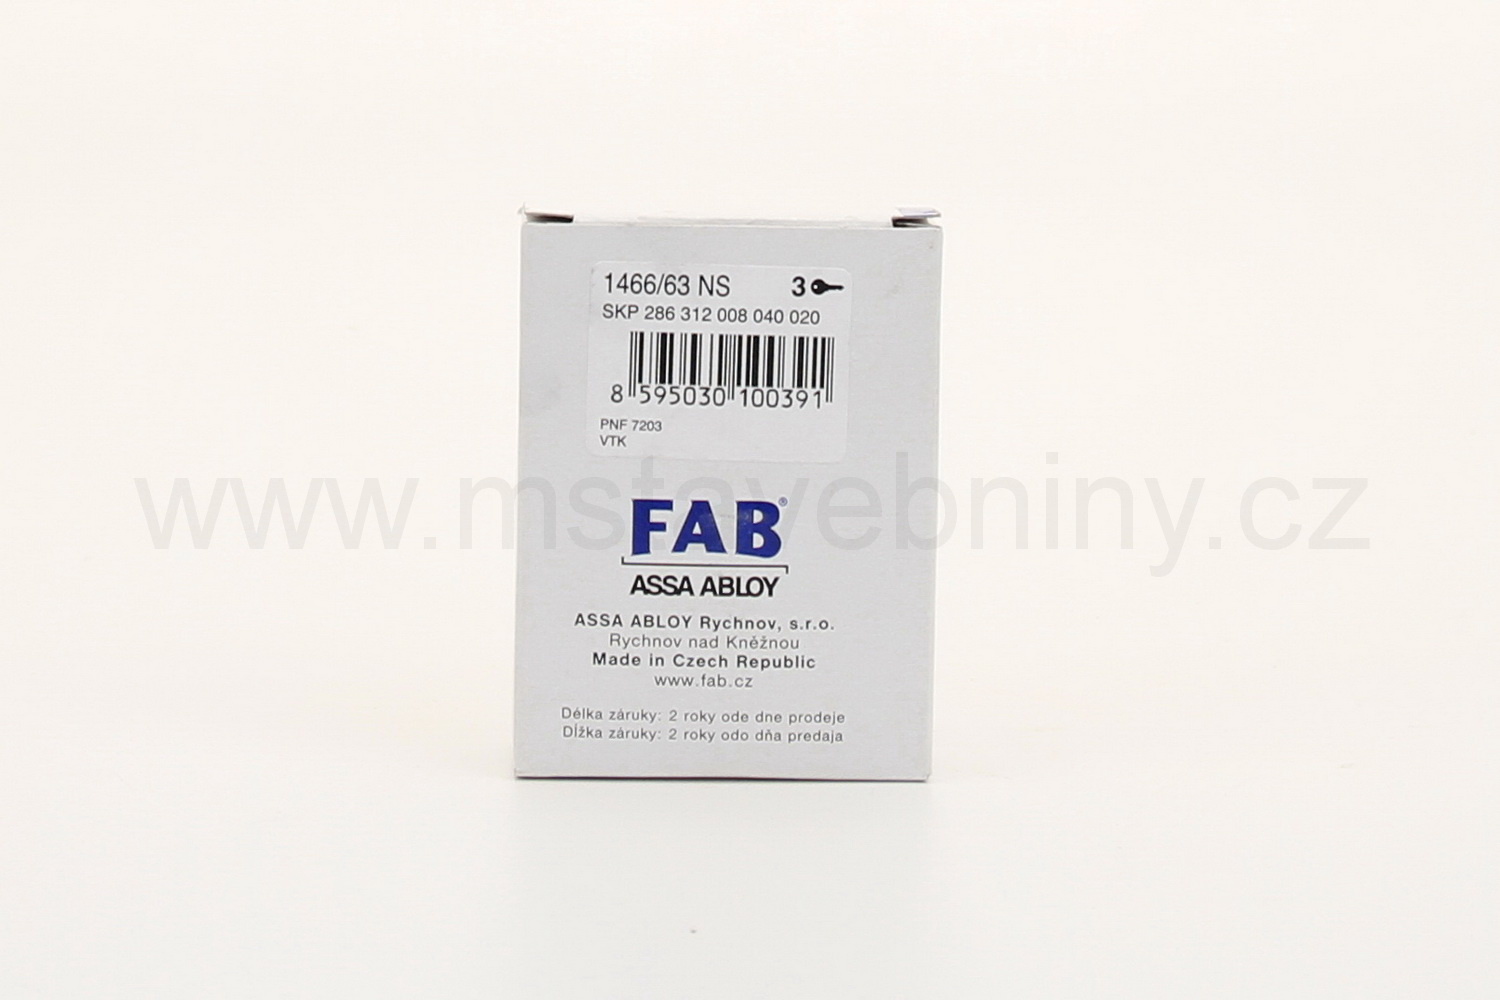 1466/63 NS 3
SKP 286 312 008 040 020
8 595030 100391
PNF 7203
VTK
www.mstavebniny.cz
FAB®
ASSA ABLOY
ASSA ABLOY Rychnov, s.r.o.
Rychnov nad Kněžnou
Made in Czech Republic
www.fab.cz
Délka záruky: 2 roky ode dne prodeje
Dĺžka záruky: 2 roky odo dňa predaja